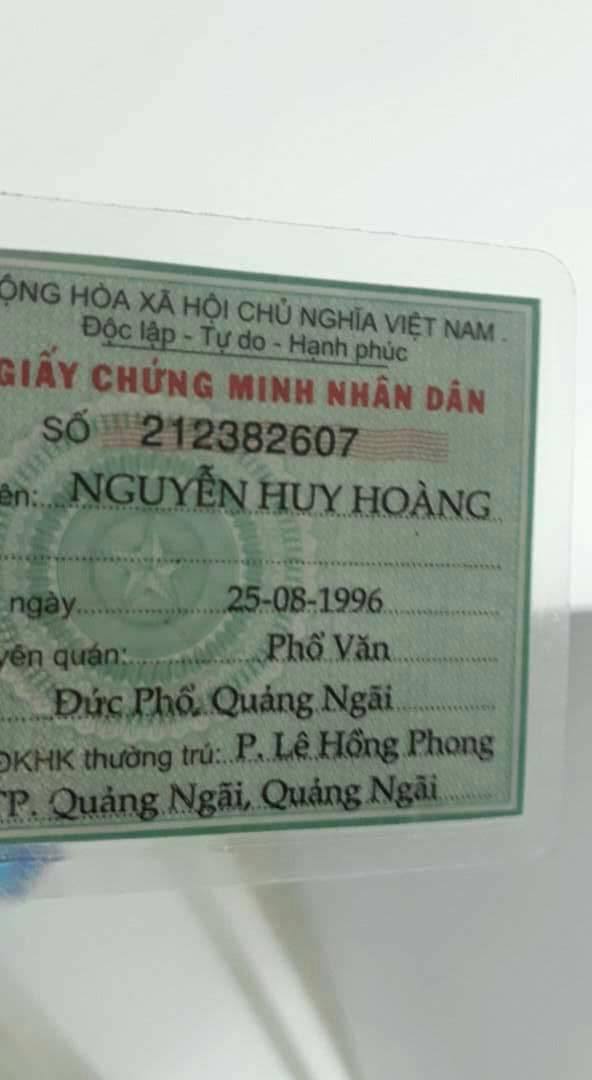 ỘNG HÒA XÃ HỘI CHỦ NGHĨA VIỆT NAM
Độc lập - Tự do - Hạnh phúc
GIẤY CHỨNG MINH NHÂN DÂN
SỐ 212382607
ên: NGUYỄN HUY HOÀNG
ngày 25-08-1996
yên quán: Phổ Văn
Đức Phổ, Quảng Ngãi
ĐKHK thường trú: P. Lê Hồng Phong
TP. Quảng Ngãi, Quảng Ngãi